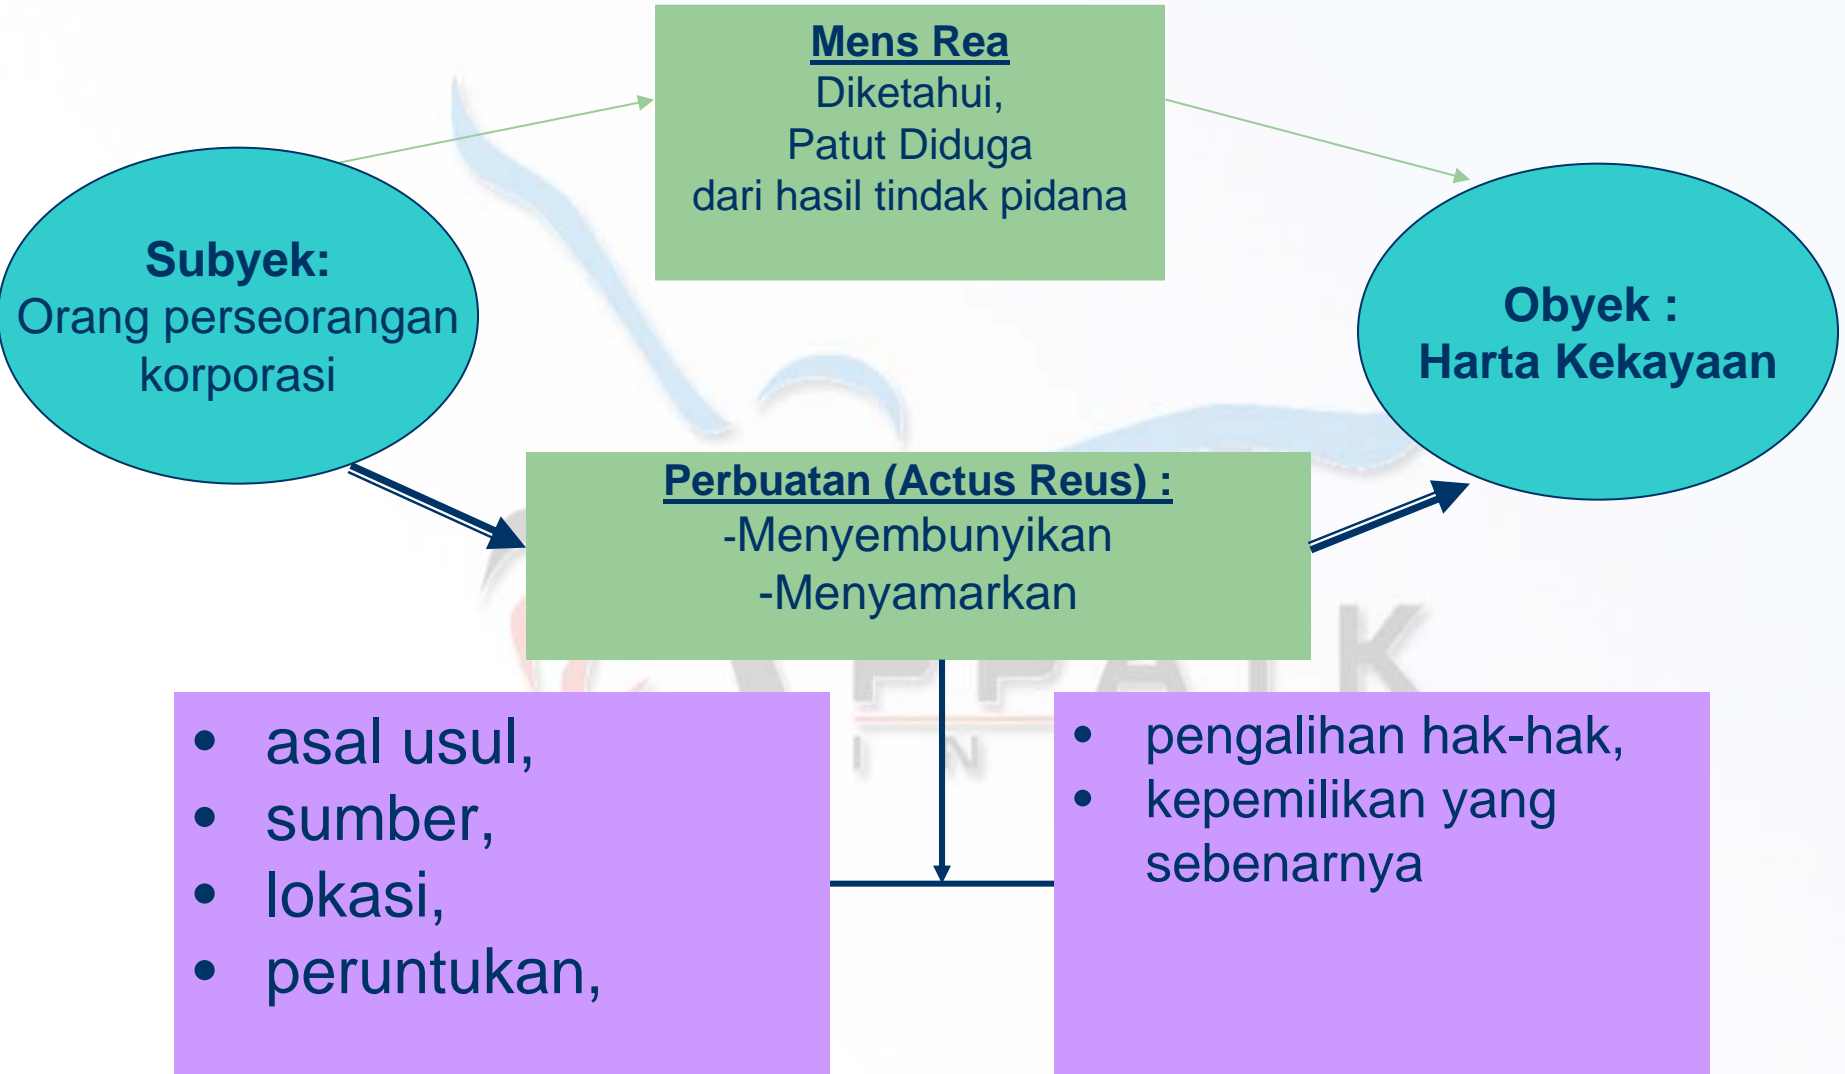 Mens Rea
Diketahui,
Patut Diduga
dari hasil tindak pidana
Subyek:
Orang perseorangan
korporasi
Obyek :
Harta Kekayaan
Perbuatan (Actus Reus) :
-Menyembunyikan
-Menyamarkan
PPATK
I N
• asal usul,
• sumber,
• lokasi,
• peruntukan,
• pengalihan hak-hak,
• kepemilikan yang
sebenarnya